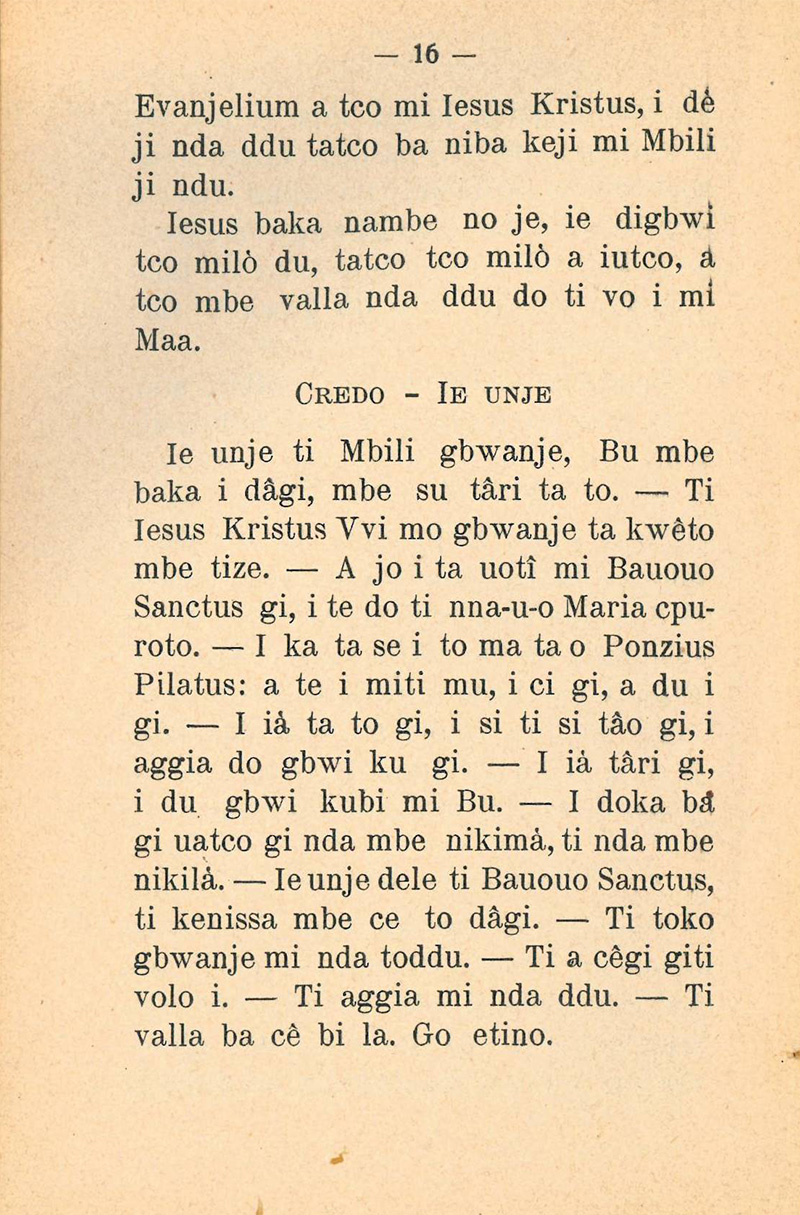 — 16 —
Evanjelium a tco mi Iesus Kristus, i dè
ji nda ddu tatco ba niba keji mi Mbili
ji ndu.
Iesus baka nambe no je, ie digbwi
tco milò du, tatco tco milò a iutco, à
tco mbe valla nda ddu do ti vo i mi
Maa.
Credo - Ie unje
Ie unje ti Mbili gbwanje, Bu mbe
baka i dâgi, mbe su târi ta to. — Ti
Iesus Kristus Vvi mo gbwanje ta kwêto
mbe tize. — A jo i ta uotî mi Bauouo
Sanctus gi, i te do ti nna-u-o Maria cpu-
roto. — I ka ta se i to ma ta o Ponzius
Pilatus: a te i miti mu, i ci gi, a du i
gi. — I ià ta to gi, i si ti si tâo gi, i
aggia do gbwi ku gi. — I ià târi gi,
i du gbwi kubi mi Bu. — I doka bá
gi uatco gi nda mbe nikimà, ti nda mbe
nikilà. — Ie unje dele ti Bauouo Sanctus,
ti kenissa mbe ce to dâgi. — Ti toko
gbwanje mi nda toddu. — Ti a cêgi giti
volo i. — Ti aggia mi nda ddu. — Ti
valla ba cê bi la. Go etino.